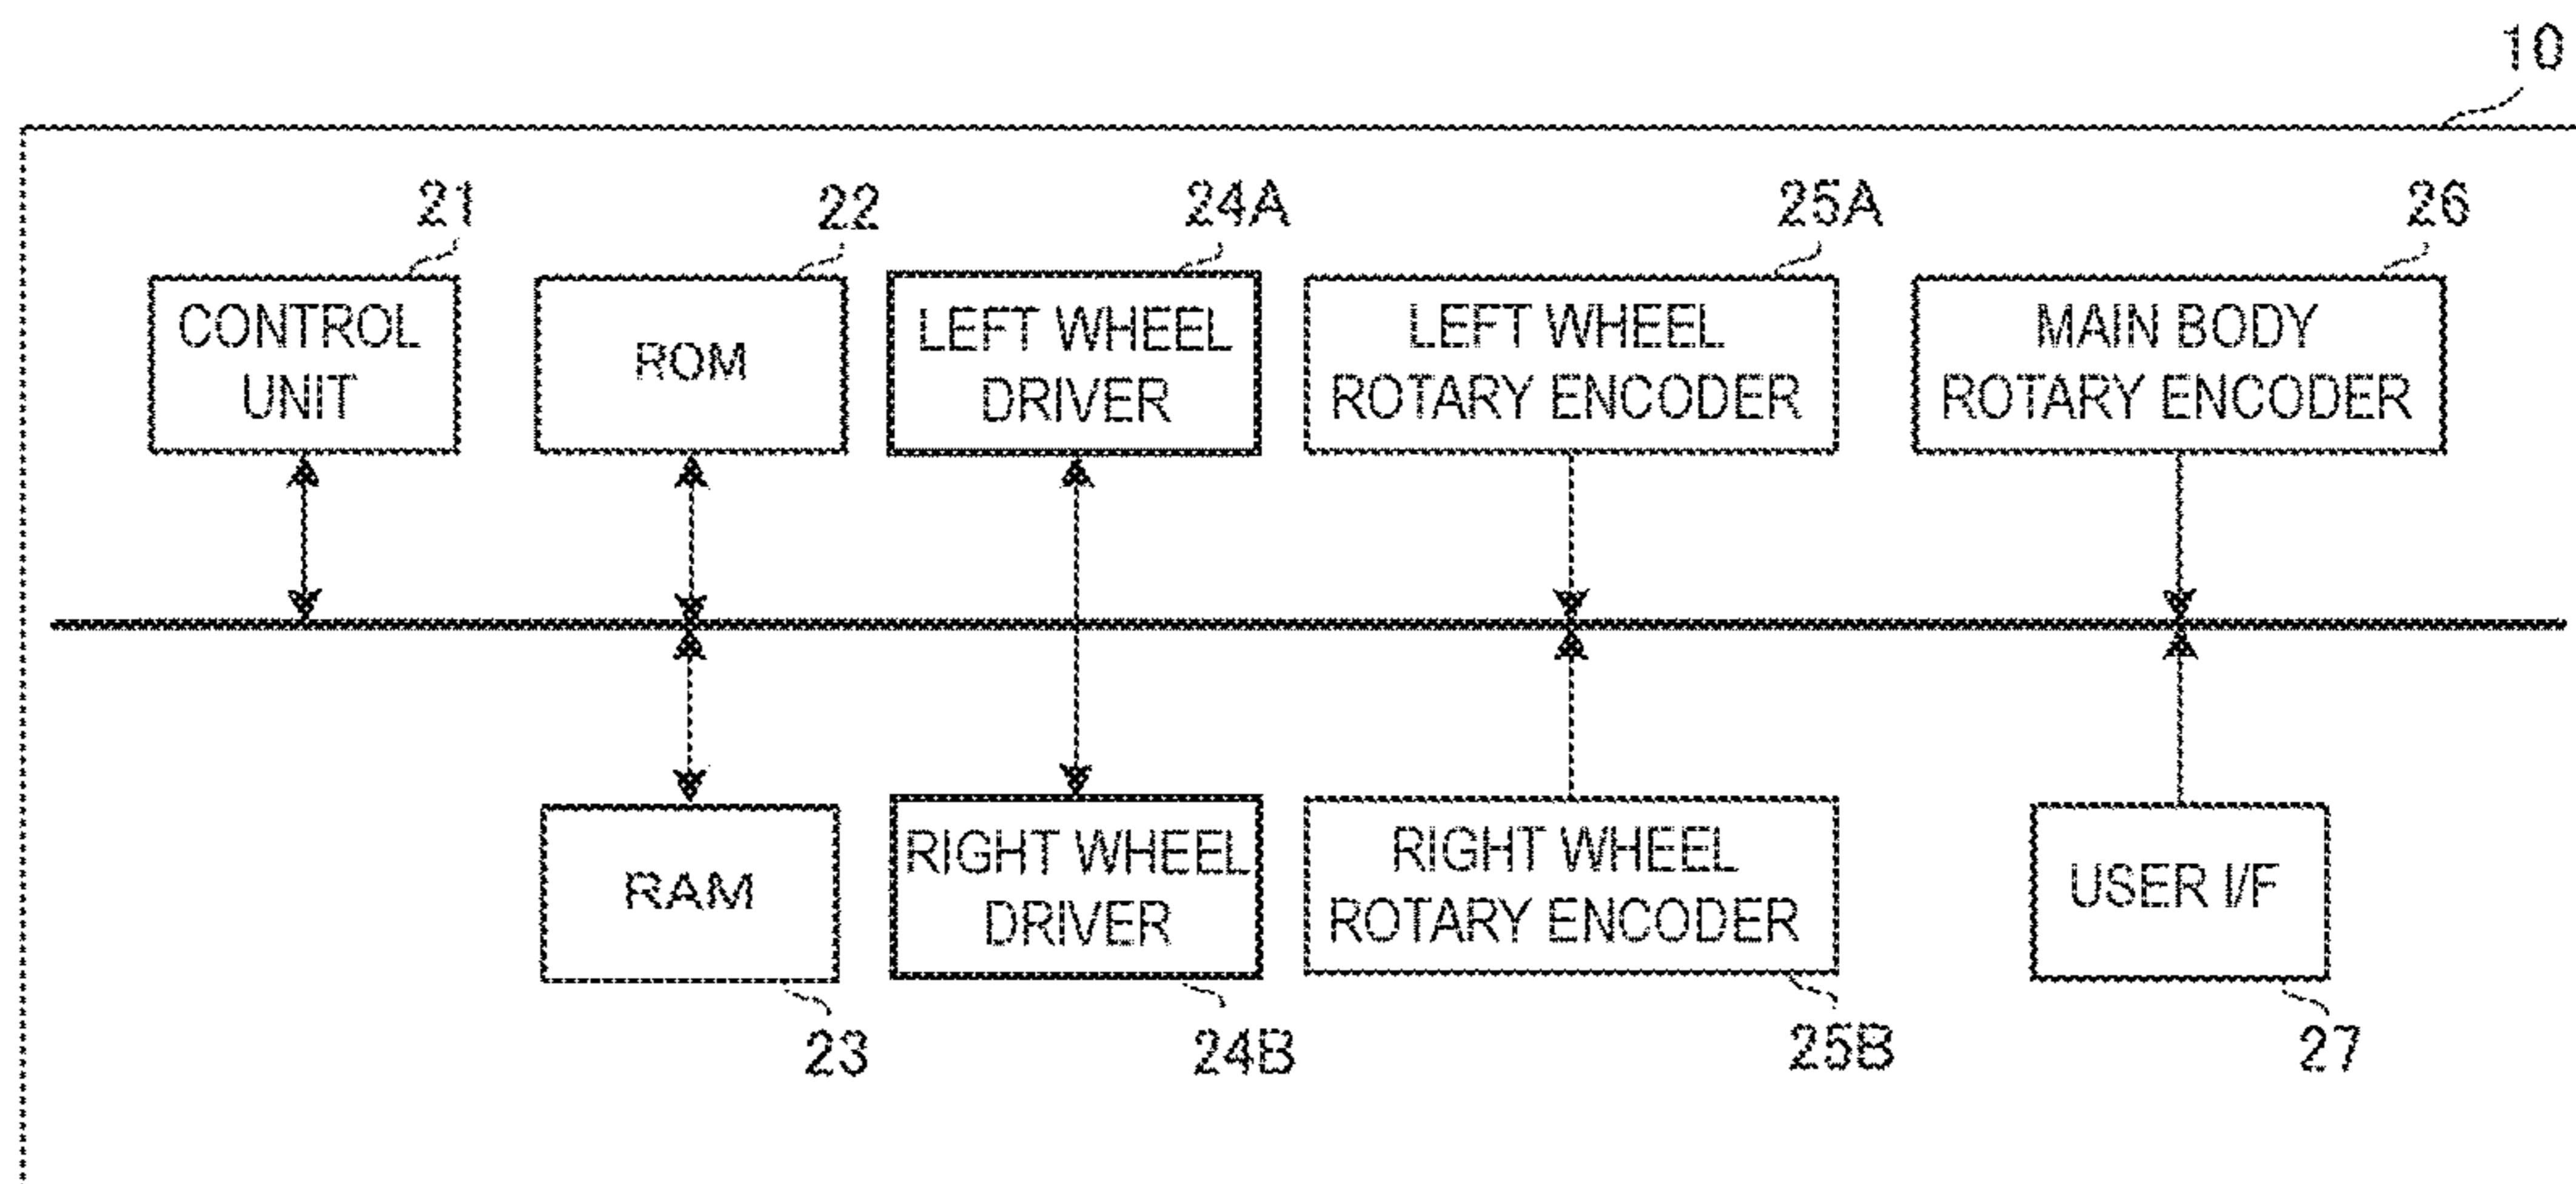 10
21
22
24A
25A
26
CONTROL
UNIT
ROM
LEFT WHEEL
DRIVER
LEFT WHEEL
ROTARY ENCODER
MAIN BODY
ROTARY ENCODER
RAM
RIGHT WHEEL
DRIVER
RIGHT WHEEL
ROTARY ENCODER
USER I/F
23
24B
25B
27